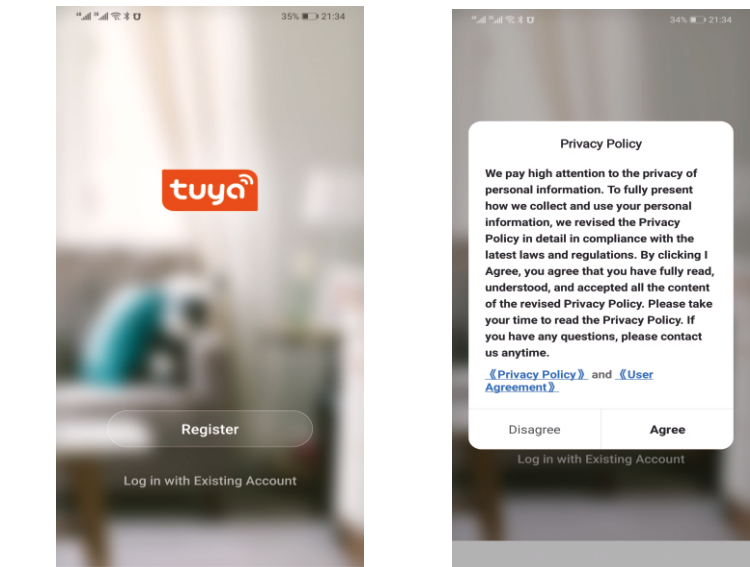 35% 21:34
tuya
Register
Log in with Existing Account
34% 21:34
Privacy Policy
We pay high attention to the privacy of
personal information. To fully present
how we collect and use your personal
information, we revised the Privacy
Policy in detail in compliance with the
latest laws and regulations. By clicking I
Agree, you agree that you have fully read,
understood, and accepted all the content
of the revised Privacy Policy. Please take
your time to read the Privacy Policy. If
you have any questions, please contact
us anytime.
《Privacy Policy》 and 《User
Agreement》
Disagree Agree
Log in with Existing Account